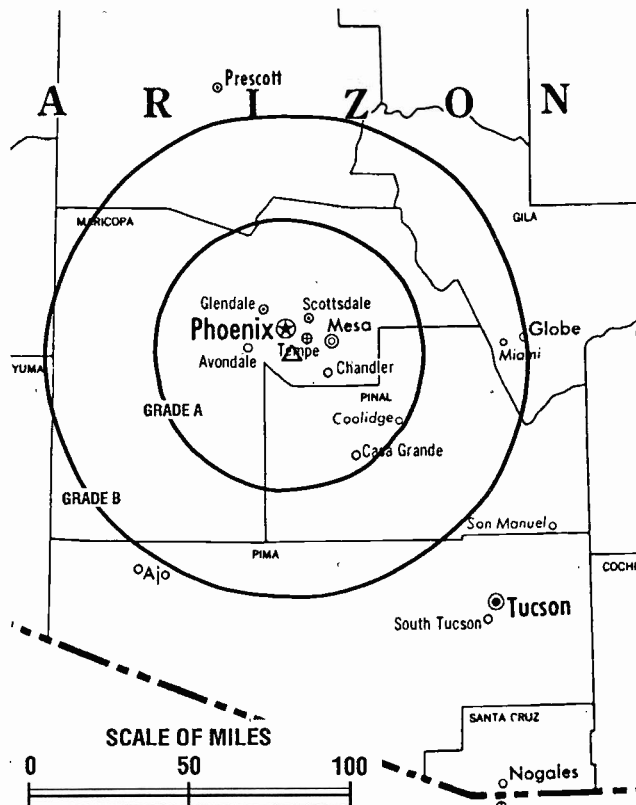 Prescott
A R I Z O N
MARICOPA
GILA
Glendale
Scottsdale
Phoenix
Mesa
Globe
Tempe
Miami
Avondale
YUMA
Chandler
PINAL
GRADE A
Coolidge
Casa Grande
GRADE B
San Manuel
PIMA
COCHE
Ajo
Tucson
South Tucson
SANTA CRUZ
SCALE OF MILES
0 50 100
Nogales